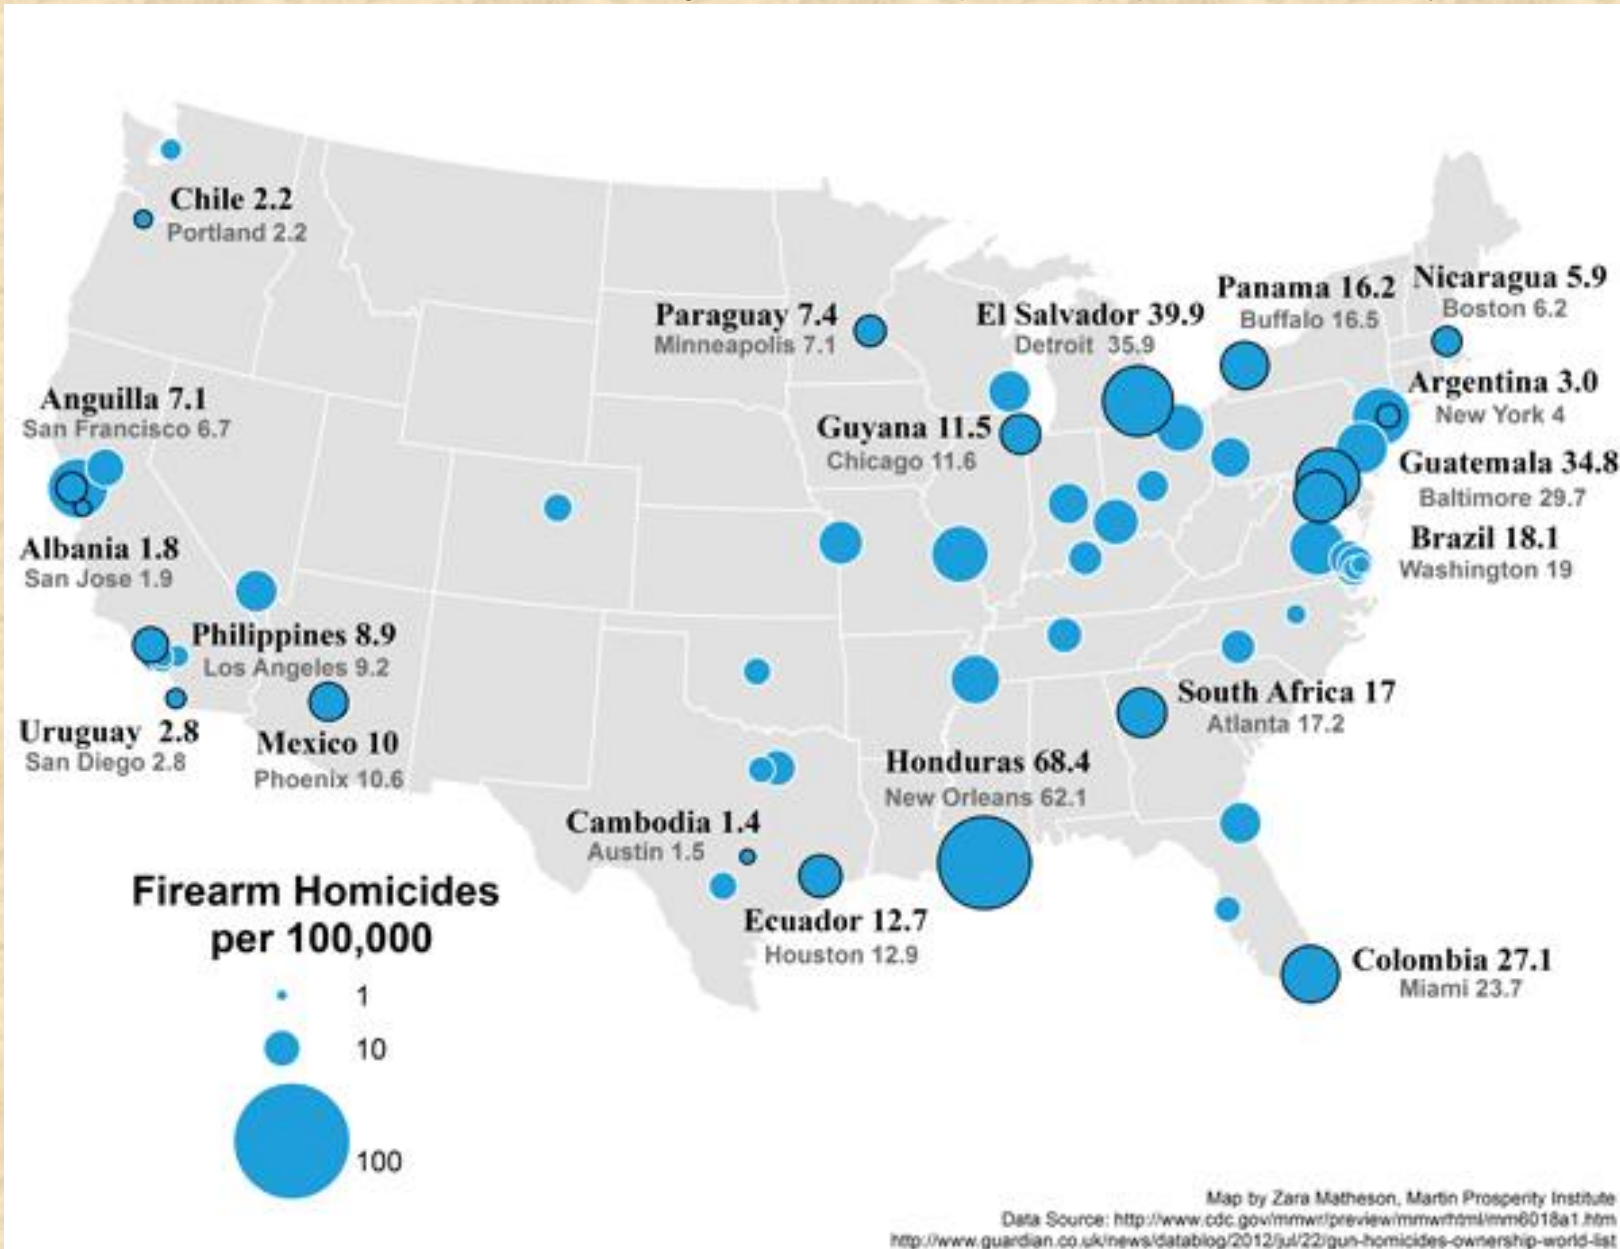 Chile 2.2
Portland 2.2
Paraguay 7.4
Minneapolis 7.1
El Salvador 39.9
Detroit 35.9
Panama 16.2
Buffalo 16.5
Nicaragua 5.9
Boston 6.2
Anguilla 7.1
San Francisco 6.7
Guyana 11.5
Chicago 11.6
Argentina 3.0
New York 4
Guatemala 34.8
Baltimore 29.7
Albania 1.8
San Jose 1.9
Brazil 18.1
Washington 19
Philippines 8.9
Los Angeles 9.2
Uruguay 2.8
San Diego 2.8
Mexico 10
Phoenix 10.6
South Africa 17
Atlanta 17.2
Honduras 68.4
New Orleans 62.1
Cambodia 1.4
Austin 1.5
Ecuador 12.7
Houston 12.9
Colombia 27.1
Miami 23.7
Firearm Homicides
per 100,000
1
10
100
Map by Zara Matheson, Martin Prosperity Institute
Data Source: http://www.cdc.gov/mmwr/preview/mmwrhtml/mm6018a1.htm
http://www.guardian.co.uk/news/datablog/2012/jul/22/gun-homicides-ownership-world-list